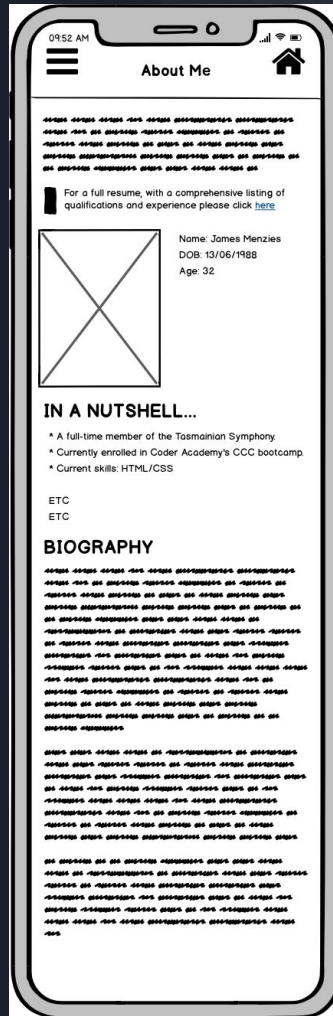 09:52 AM
About Me
For a full resume, with a comprehensive listing of
qualifications and experience please click here
Name: James Menzies
DOB: 13/06/1988
Age: 32
IN A NUTSHELL...
* A full-time member of the Tasmainian Symphony.
* Currently enrolled in Coder Academy's CCC bootcamp.
* Current skills: HTML/CSS
ETC
ETC
BIOGRAPHY